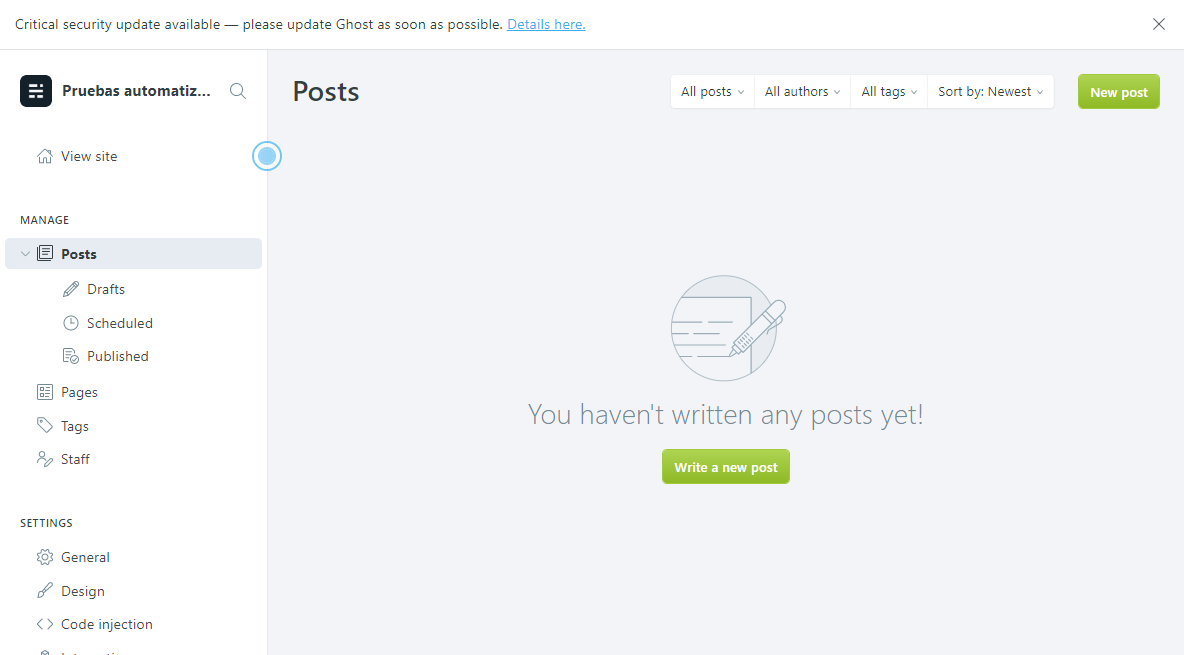 Critical security update available — please update Ghost as soon as possible. Details here.
Pruebas automatiz...
View site
MANAGE
Posts
Drafts
Scheduled
Published
Pages
Tags
Staff
SETTINGS
General
Design
Code injection
Posts
All posts
All authors
All tags
Sort by: Newest
New post
You haven't written any posts yet!
Write a new post